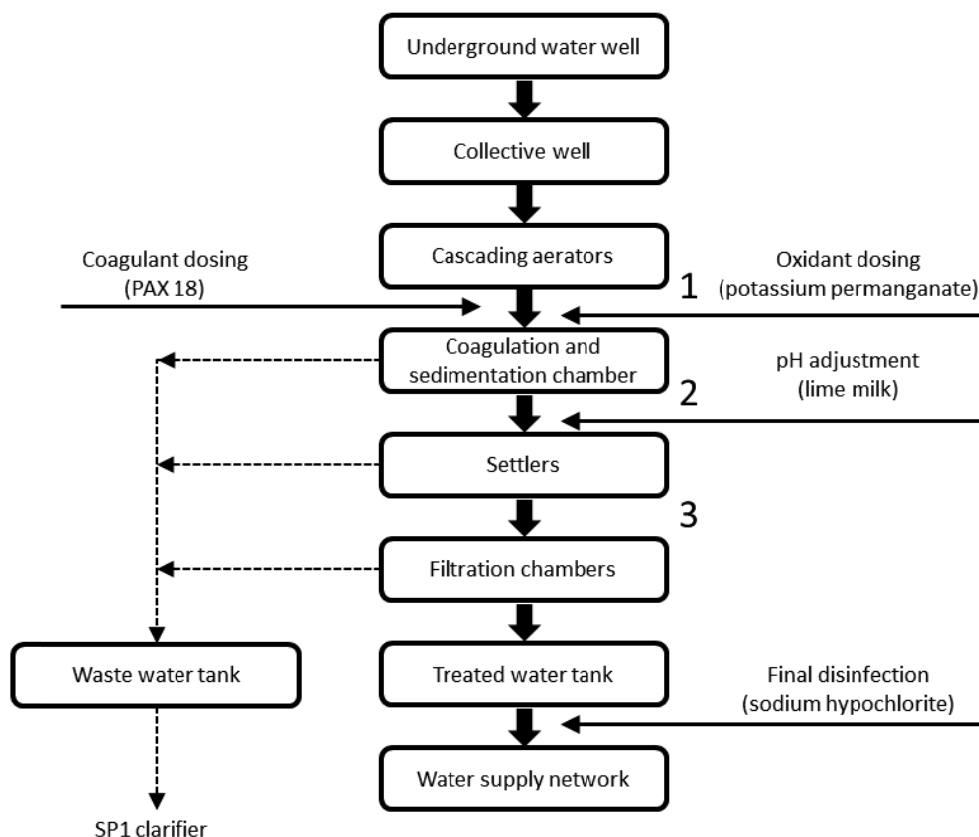 Underground water well
Collective well
Cascading aerators
Coagulant dosing
(PAX 18)
1
Oxidant dosing
(potassium permanganate)
Coagulation and
sedimentation chamber
pH adjustment
(lime milk)
2
Settlers
3
Filtration chambers
Waste water tank
Treated water tank
Final disinfection
(sodium hypochlorite)
Water supply network
SP1 clarifier